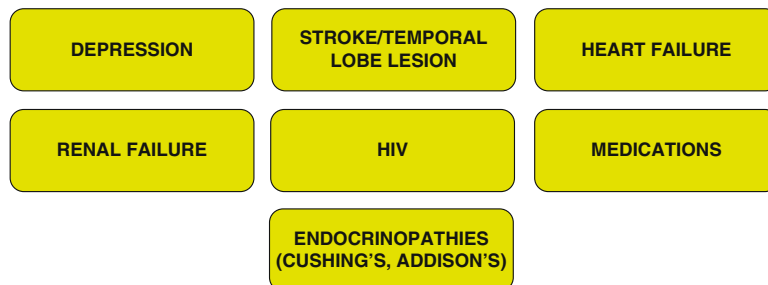 DEPRESSION
STROKE/TEMPORAL
LOBE LESION
HEART FAILURE
RENAL FAILURE
HIV
MEDICATIONS
ENDOCRINOPATHIES
(CUSHING'S, ADDISON'S)